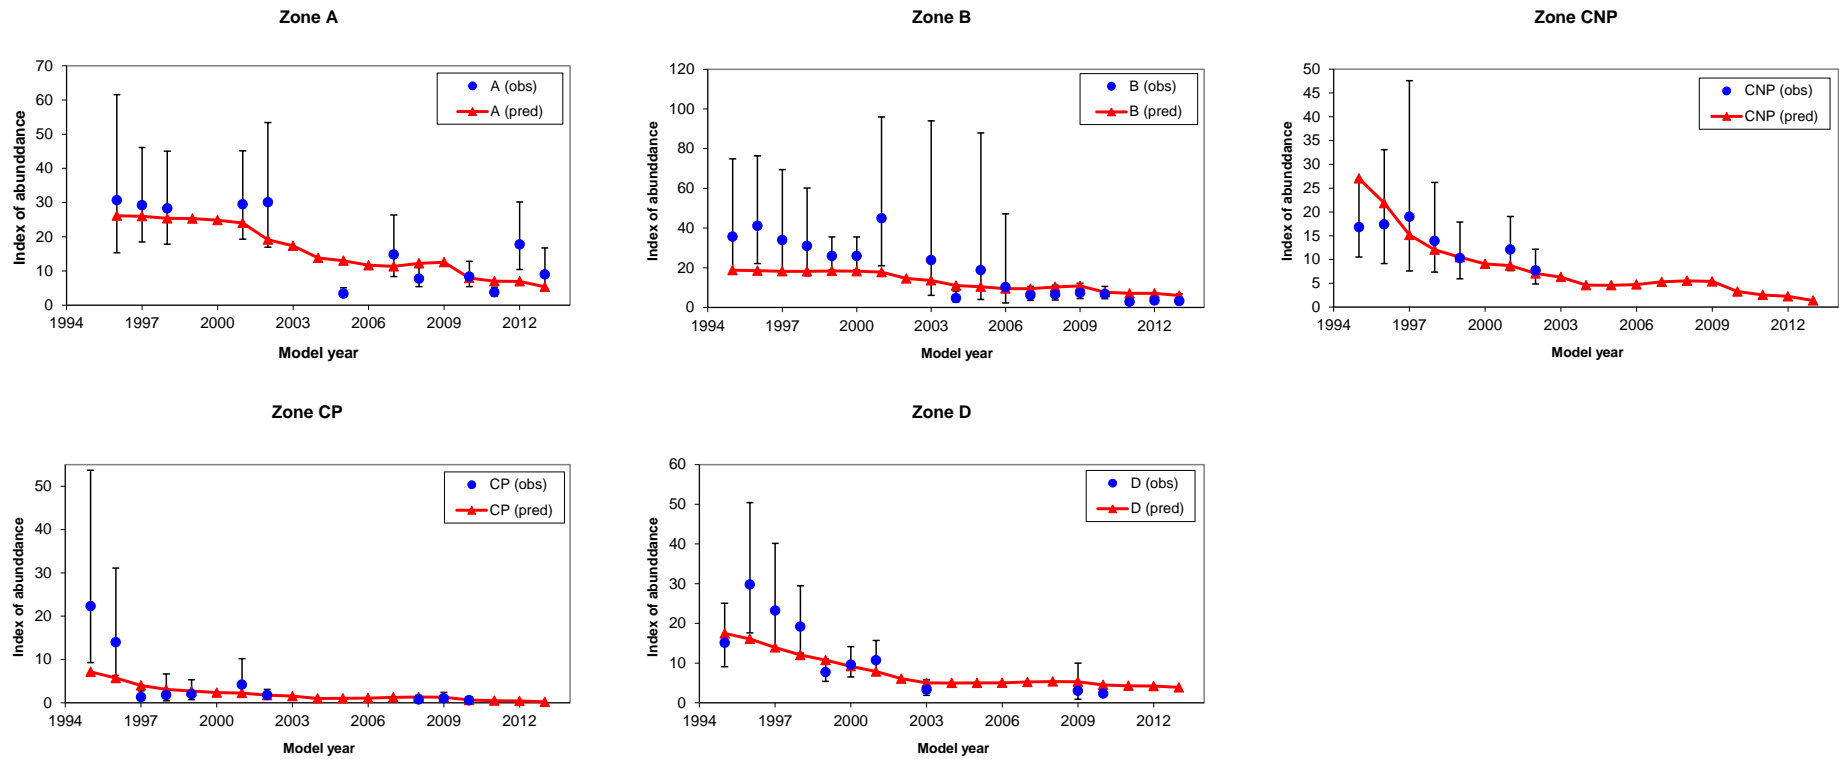 Zone A
70
60
50
40
30
20
10
0
1994 1997 2000 2003 2006 2009 2012
Index of abunddance
Model year
A (obs)
A (pred)
Zone B
120
100
80
60
40
20
0
1994 1997 2000 2003 2006 2009 2012
Index of abunddance
Model year
B (obs)
B (pred)
Zone CNP
50
45
40
35
30
25
20
15
10
5
0
1994 1997 2000 2003 2006 2009 2012
Index of abunddance
Model year
CNP (obs)
CNP (pred)
Zone CP
50
40
30
20
10
0
1994 1997 2000 2003 2006 2009 2012
Index of abunddance
Model year
CP (obs)
CP (pred)
Zone D
60
50
40
30
20
10
0
1994 1997 2000 2003 2006 2009 2012
Index of abunddance
Model year
D (obs)
D (pred)